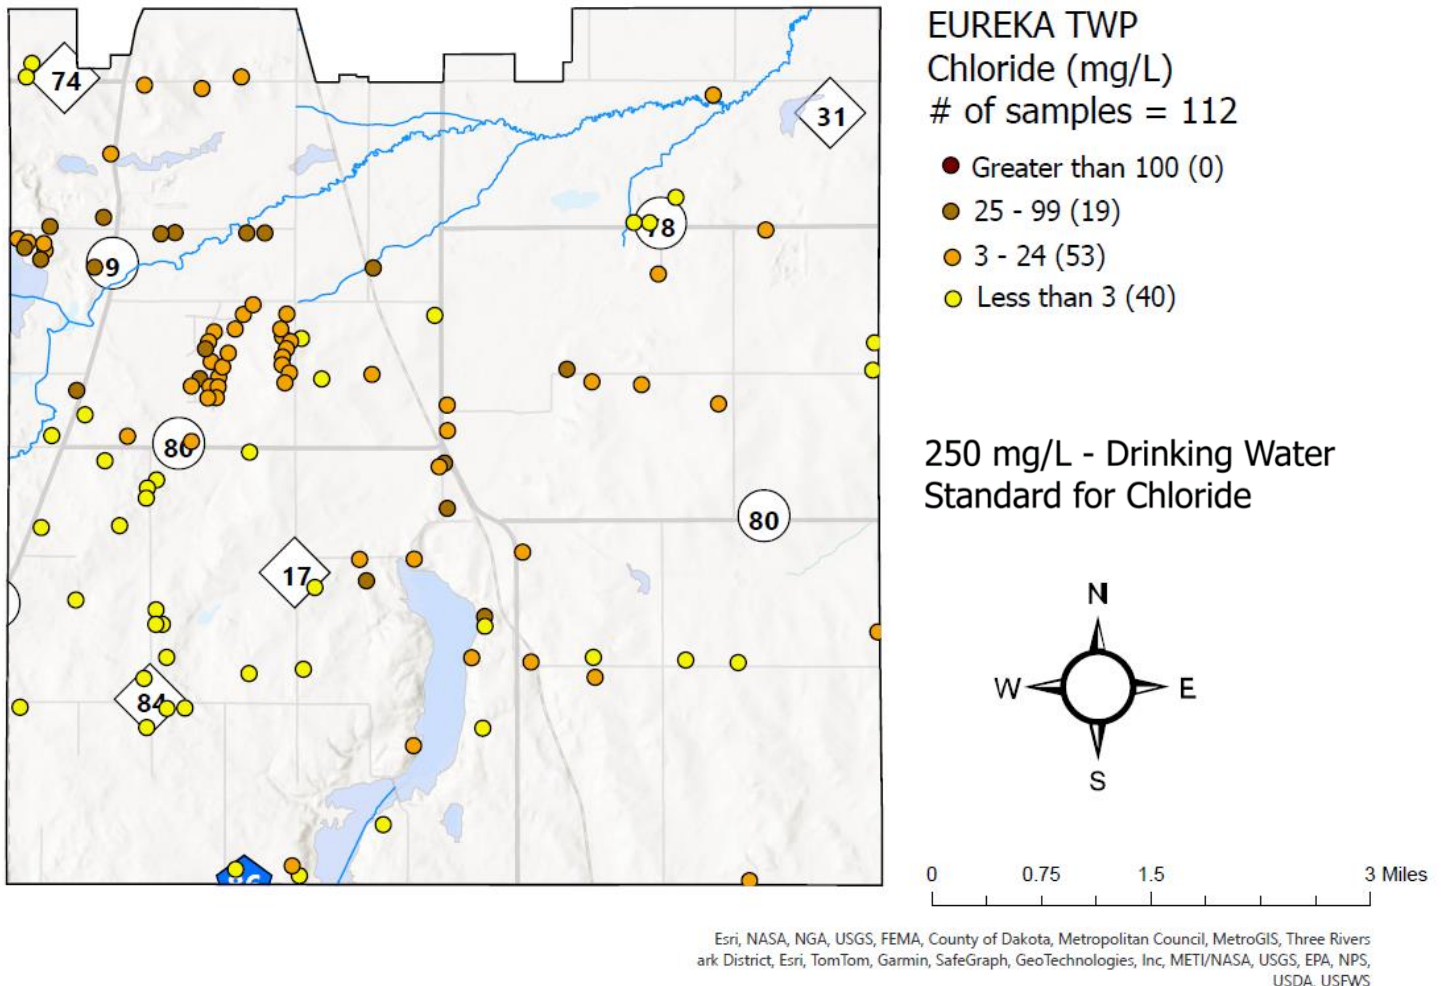 EUREKA TWP
Chloride (mg/L)
# of samples = 112
Greater than 100 (0)
25 - 99 (19)
3 - 24 (53)
Less than 3 (40)
74
31
78
9
80
250 mg/L - Drinking Water
Standard for Chloride
80
17
84
86
N
W E
S
0 0.75 1.5 3 Miles
Esri, NASA, NGA, USGS, FEMA, County of Dakota, Metropolitan Council, MetroGIS, Three Rivers
ark District, Esri, TomTom, Garmin, SafeGraph, GeoTechnologies, Inc, METI/NASA, USGS, EPA, NPS,
USDA, USFWS